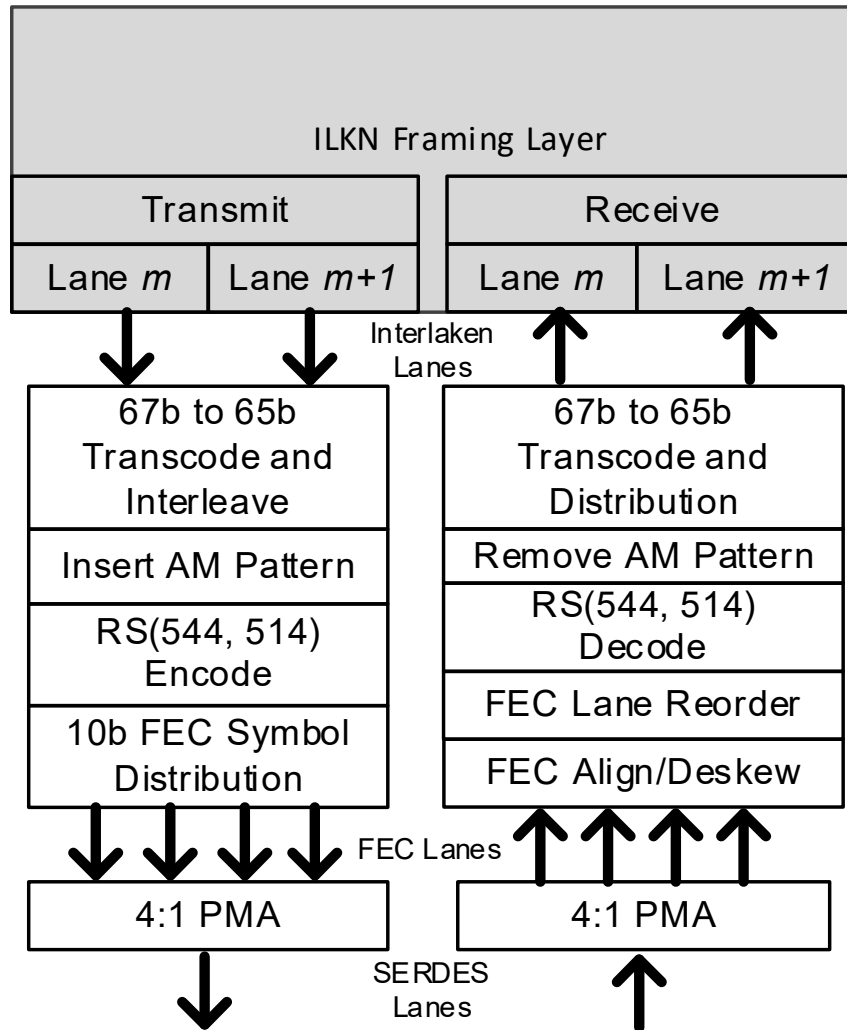 ILKN Framing Layer
Transmit
Receive
Lane m
Lane m+1
Lane m
Lane m+1
Interlaken
Lanes
67b to 65b
Transcode and
Interleave
Insert AM Pattern
RS(544, 514)
Encode
10b FEC Symbol
Distribution
67b to 65b
Transcode and
Distribution
Remove AM Pattern
RS(544, 514)
Decode
FEC Lane Reorder
FEC Align/Deskew
FEC Lanes
4:1 PMA
4:1 PMA
SERDES
Lanes